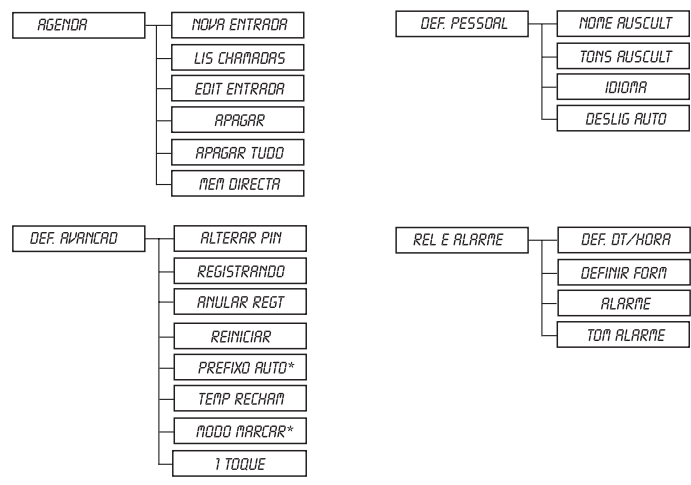 AGENDA
NOVA ENTRADA
LIS CHAMADAS
EDIT ENTRADA
APAGAR
APAGAR TUDO
MEM DIRECTA
DEF. PESSOAL
NOME AUSCULT
TONS AUSCULT
IDIOMA
DESLIG AUTO
DEF. AVANCAD
ALTERAR PIN
REGISTRANDO
ANULAR REGT
REINICIAR
PREFIXO AUTO*
TEMP RECHAM
MODO MARCAR*
1 TOQUE
REL E ALARME
DEF. DT/HORA
DEFINIR FORM
ALARME
TOM ALARME